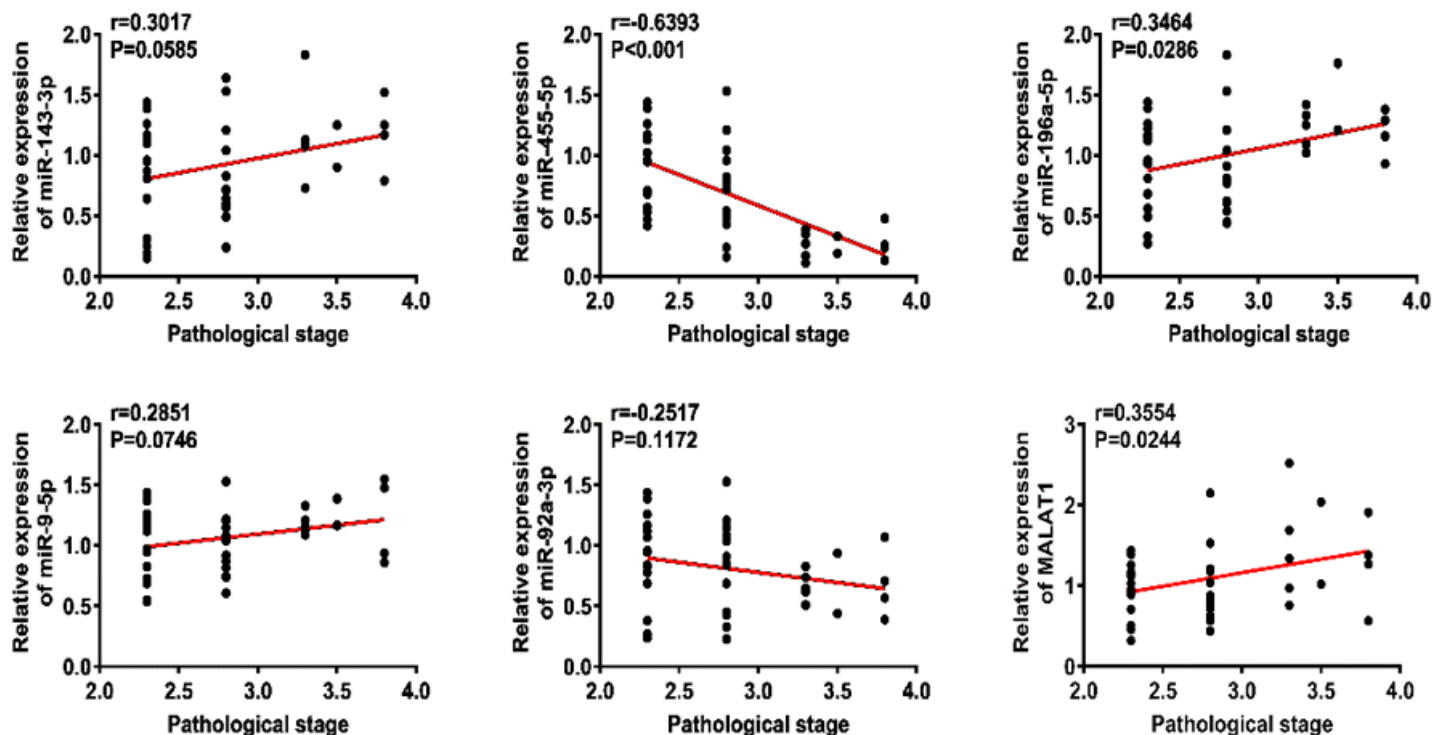 r=0.3017
P=0.0585
Relative expression
of miR-143-3p
2.0
1.5
1.0
0.5
0.0
2.0 2.5 3.0 3.5 4.0
Pathological stage
r=-0.6393
P<0.001
Relative expression
of miR-455-5p
2.0
1.5
1.0
0.5
0.0
2.0 2.5 3.0 3.5 4.0
Pathological stage
r=0.3464
P=0.0286
Relative expression
of miR-196a-5p
2.0
1.5
1.0
0.5
0.0
2.0 2.5 3.0 3.5 4.0
Pathological stage
r=0.2851
P=0.0746
Relative expression
of miR-9-5p
2.0
1.5
1.0
0.5
0.0
2.0 2.5 3.0 3.5 4.0
Pathological stage
r=-0.2517
P=0.1172
Relative expression
of miR-92a-3p
2.0
1.5
1.0
0.5
0.0
2.0 2.5 3.0 3.5 4.0
Pathological stage
r=0.3554
P=0.0244
Relative expression
of MALAT1
3
2
1
0
2.0 2.5 3.0 3.5 4.0
Pathological stage